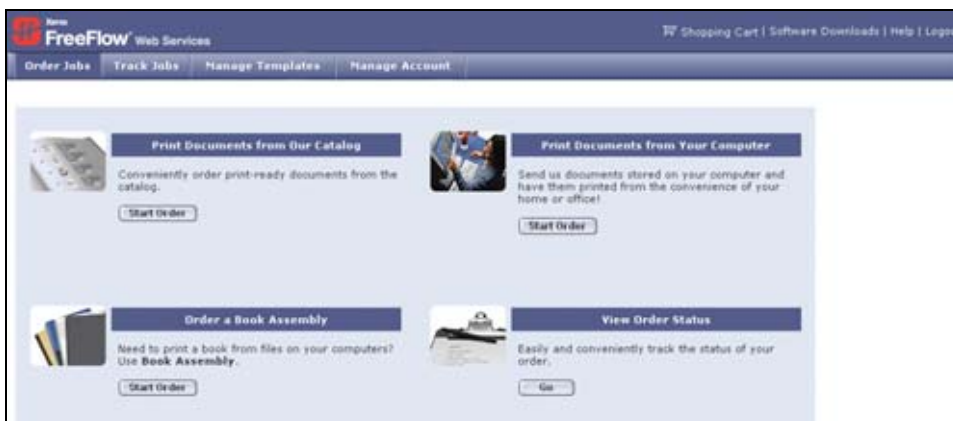 Xerox
FreeFlow® Web Services
Shopping Cart | Software Downloads | Help | Logou
Order Jobs Track Jobs Manage Templates Manage Account
Print Documents from Our Catalog
Conveniently order print-ready documents from the
catalog.
Start Order
Print Documents from Your Computer
Send us documents stored on your computer and
have them printed from the convenience of your
home or office!
Start Order
Order a Book Assembly
Need to print a book from files on your computers?
Use Book Assembly.
Start Order
View Order Status
Easily and conveniently track the status of your
order.
Go